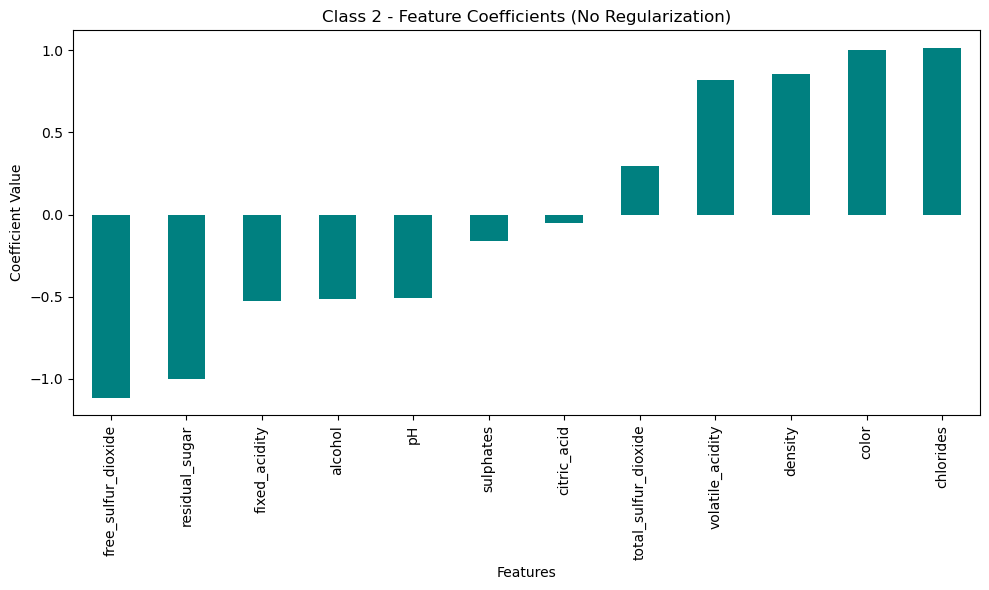 Class 2 - Feature Coefficients (No Regularization)
Coefficient Value
1.0
0.5
0.0
−0.5
−1.0
free_sulfur_dioxide
residual_sugar
fixed_acidity
alcohol
pH
sulphates
citric_acid
total_sulfur_dioxide
volatile_acidity
density
color
chlorides
Features